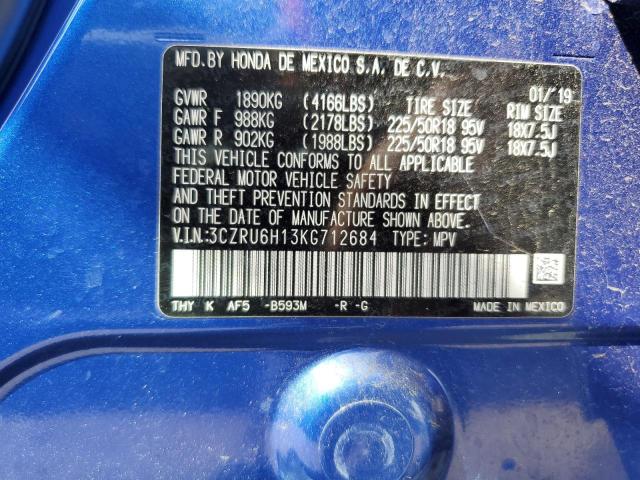 MFD. BY HONDA DE MEXICO S.A. DE C.V.
01/'19
GVWR 1890KG (4166LBS) TIRE SIZE RIM SIZE
GAWR F 988KG (2178LBS) 225/50R18 95V 18X7.5J
GAWR R 902KG (1988LBS) 225/50R18 95V 18X7.5J
THIS VEHICLE CONFORMS TO ALL APPLICABLE
FEDERAL MOTOR VEHICLE SAFETY
AND THEFT PREVENTION STANDARDS IN EFFECT
ON THE DATE OF MANUFACTURE SHOWN ABOVE.
V.I.N:3CZRU6H13KG712684 TYPE: MPV
THY K AF5 -B593M -R -G MADE IN MEXICO